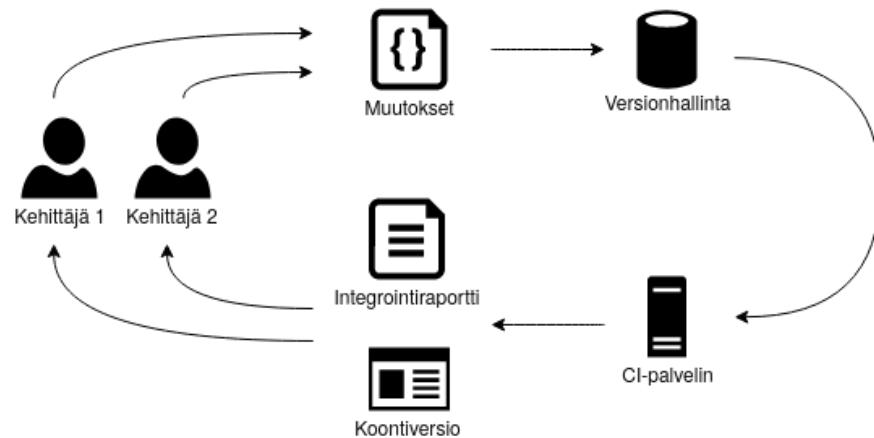 {}
Muutokset
Versionhallinta
Kehittäjä 1
Kehittäjä 2
Integrointiraportti
CI-palvelin
Koontiversio